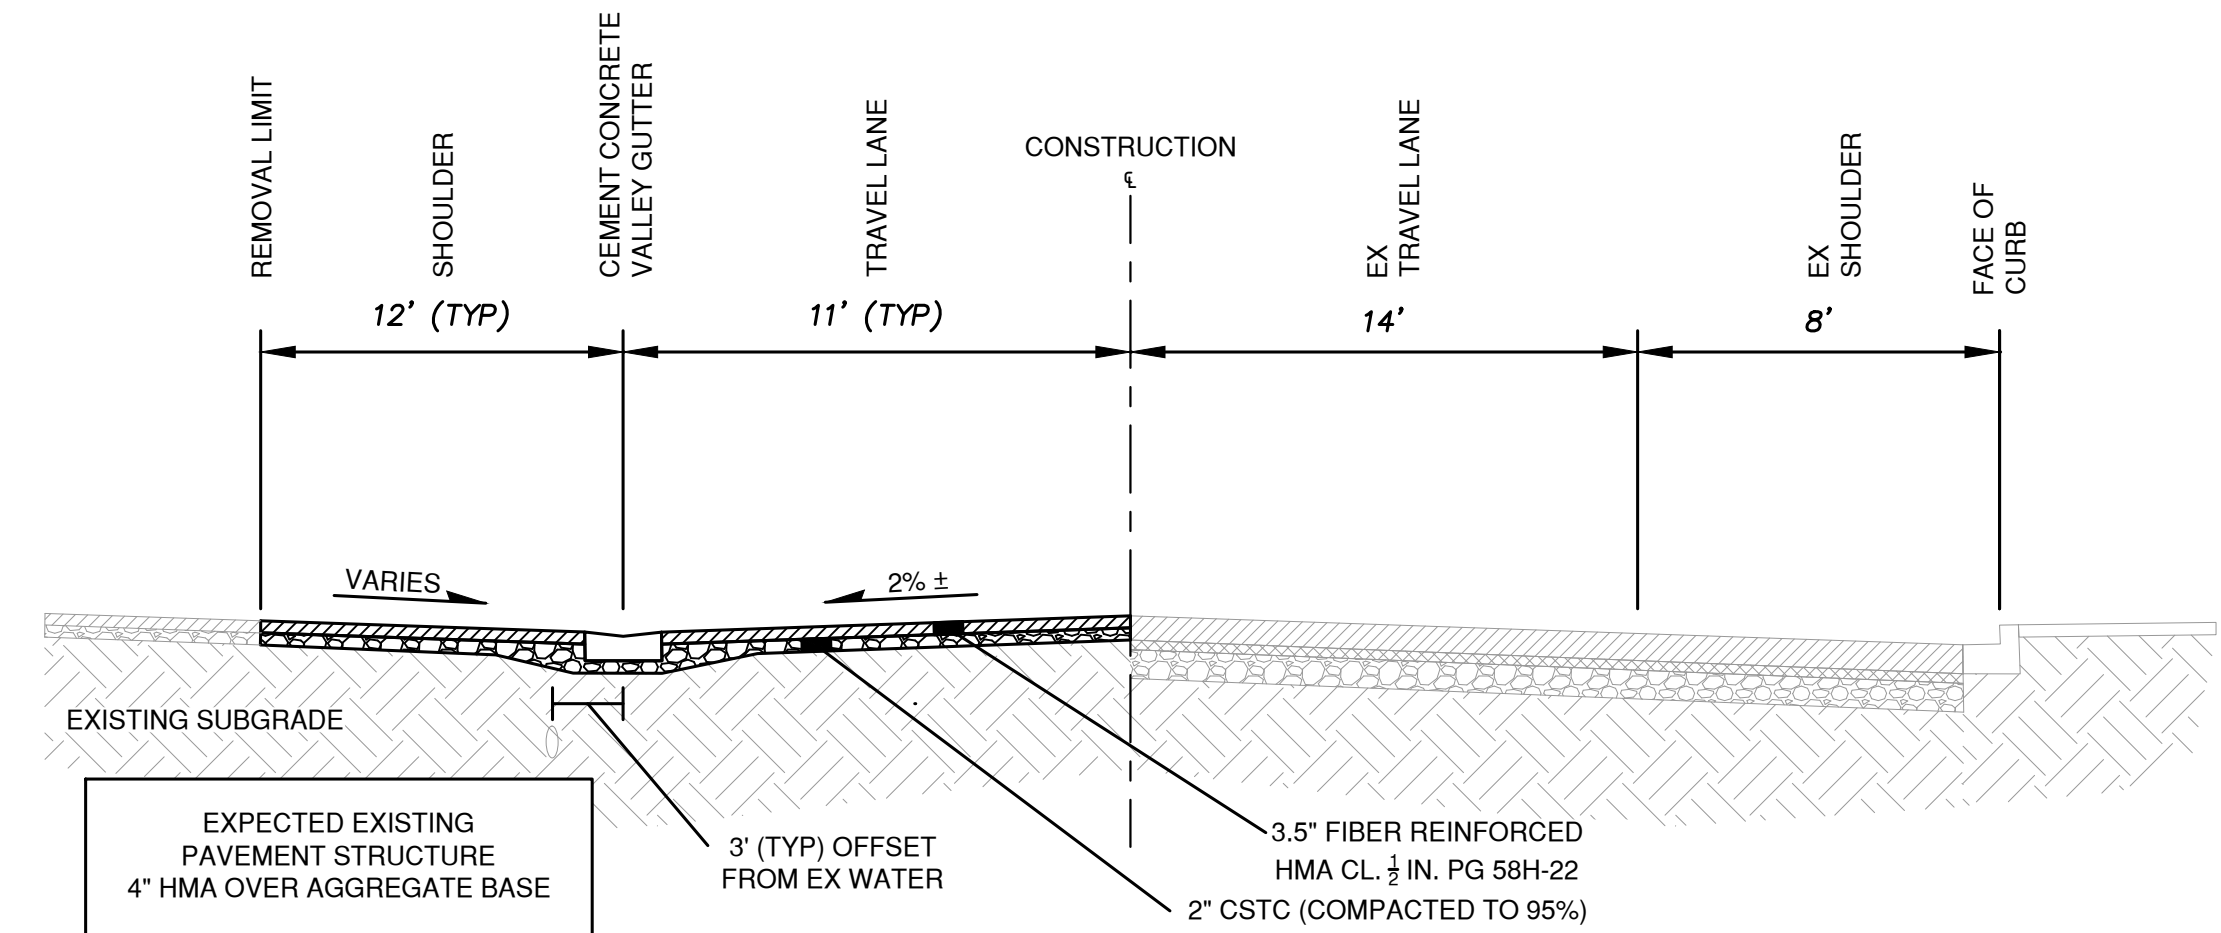 REMOVAL LIMIT
SHOULDER
CEMENT CONCRETE
VALLEY GUTTER
TRAVEL LANE
CONSTRUCTION
℄
EX
TRAVEL LANE
EX
SHOULDER
FACE OF
CURB
12' (TYP)
11' (TYP)
14'
8'
VARIES
2% ±
EXISTING SUBGRADE
EXPECTED EXISTING
PAVEMENT STRUCTURE
4" HMA OVER AGGREGATE BASE
3' (TYP) OFFSET
FROM EX WATER
3.5" FIBER REINFORCED
HMA CL. ½ IN. PG 58H-22
2" CSTC (COMPACTED TO 95%)